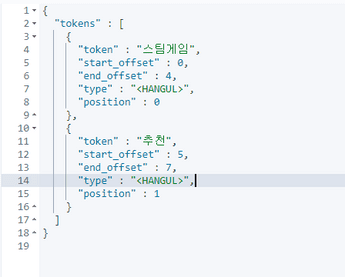 1 {
2 "tokens" : [
3 {
4 "token" : "스팀게임",
5 "start_offset" : 0,
6 "end_offset" : 4,
7 "type" : "<HANGUL>",
8 "position" : 0
9 },
10 {
11 "token" : "추천",
12 "start_offset" : 5,
13 "end_offset" : 7,
14 "type" : "<HANGUL>",
15 "position" : 1
16 }
17 ]
18 }
19